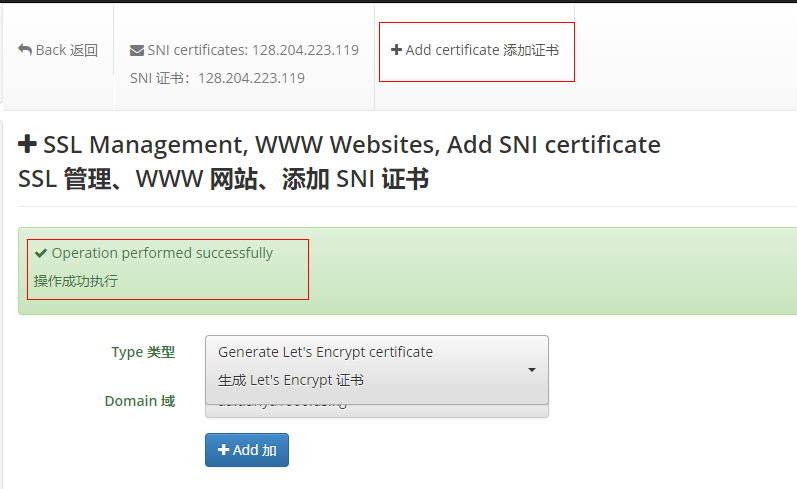 Back 返回
SNI certificates: 128.204.223.119
SNI 证书：128.204.223.119
Add certificate 添加证书
SSL Management, WWW Websites, Add SNI certificate
SSL 管理、WWW 网站、添加 SNI 证书
Operation performed successfully
操作成功执行
Type 类型
Generate Let's Encrypt certificate
生成 Let's Encrypt 证书
Domain 域
Add 加